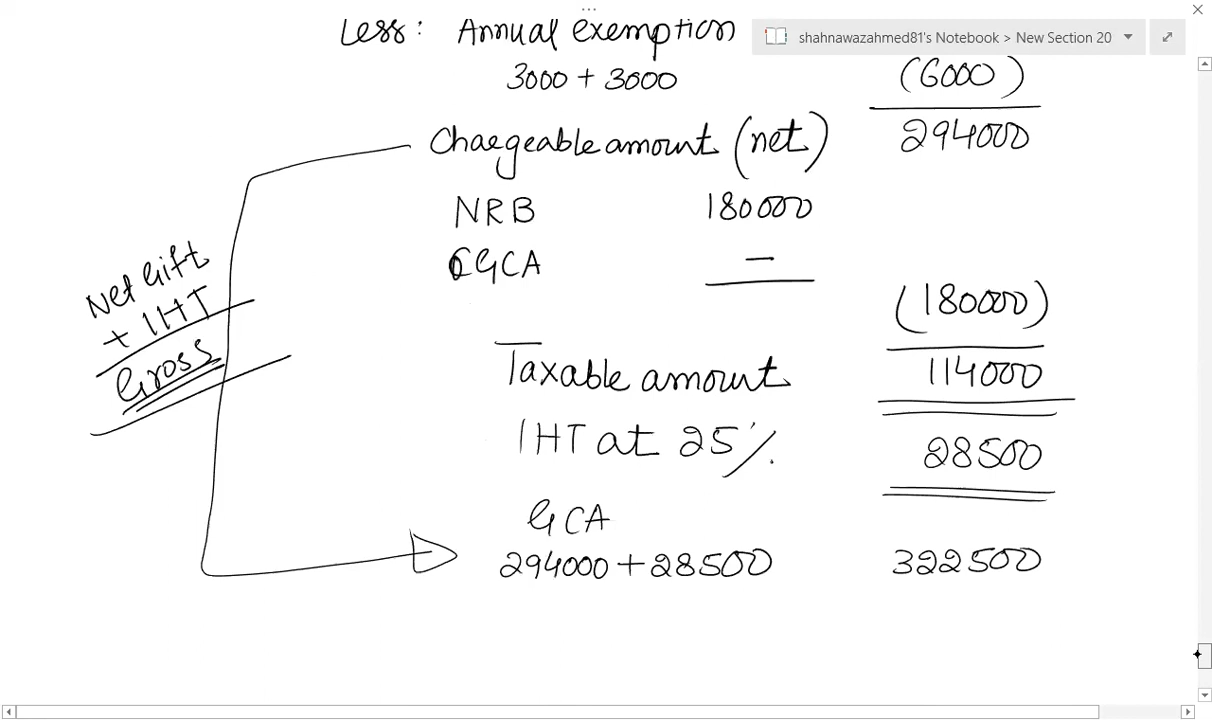 Less: Annual exemption
shahnawazahmed81's Notebook > New Section 20
3000 + 3000 (6000)
Chargeable amount (net) 294000
NRB 180000
GCA —
(180000)
Net Gift
+ IHT
Gross
Taxable amount 114000
IHT at 25% 28500
GCA
294000 + 28500 322500